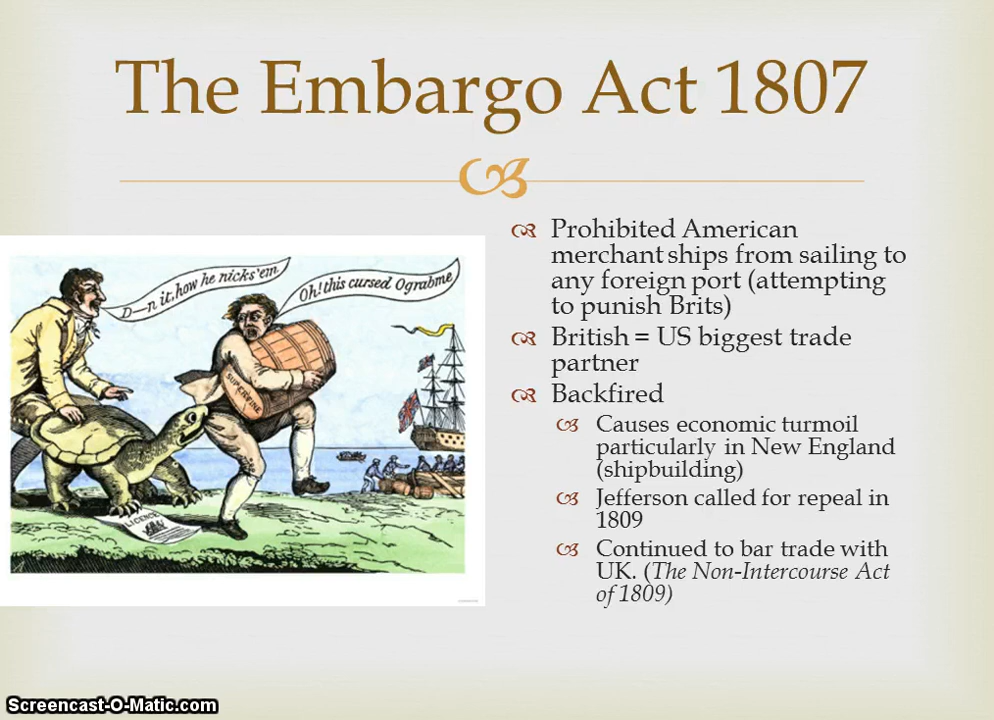 The Embargo Act 1807
D—n it, how he nicks 'em
Oh! this cursed Ograbme
SUPERFINE
LICENCE
Prohibited American
merchant ships from sailing to
any foreign port (attempting
to punish Brits)
British = US biggest trade
partner
Backfired
Causes economic turmoil
particularly in New England
(shipbuilding)
Jefferson called for repeal in
1809
Continued to bar trade with
UK. (The Non-Intercourse Act
of 1809)
Screencast-O-Matic.com